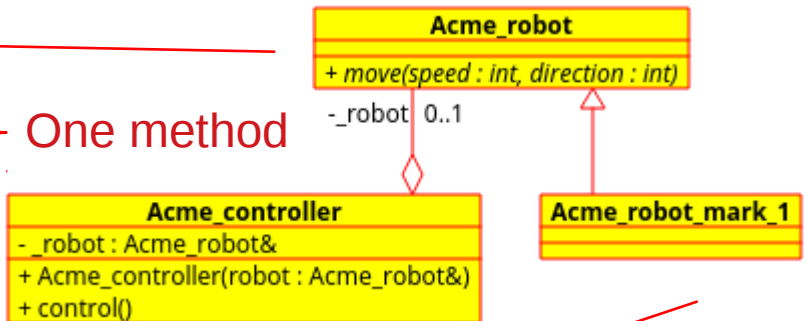 Acme_robot
+ move(speed : int, direction : int)
-_robot 0..1
- One method
Acme_controller
- _robot : Acme_robot&
+ Acme_controller(robot : Acme_robot&)
+ control()
Acme_robot_mark_1